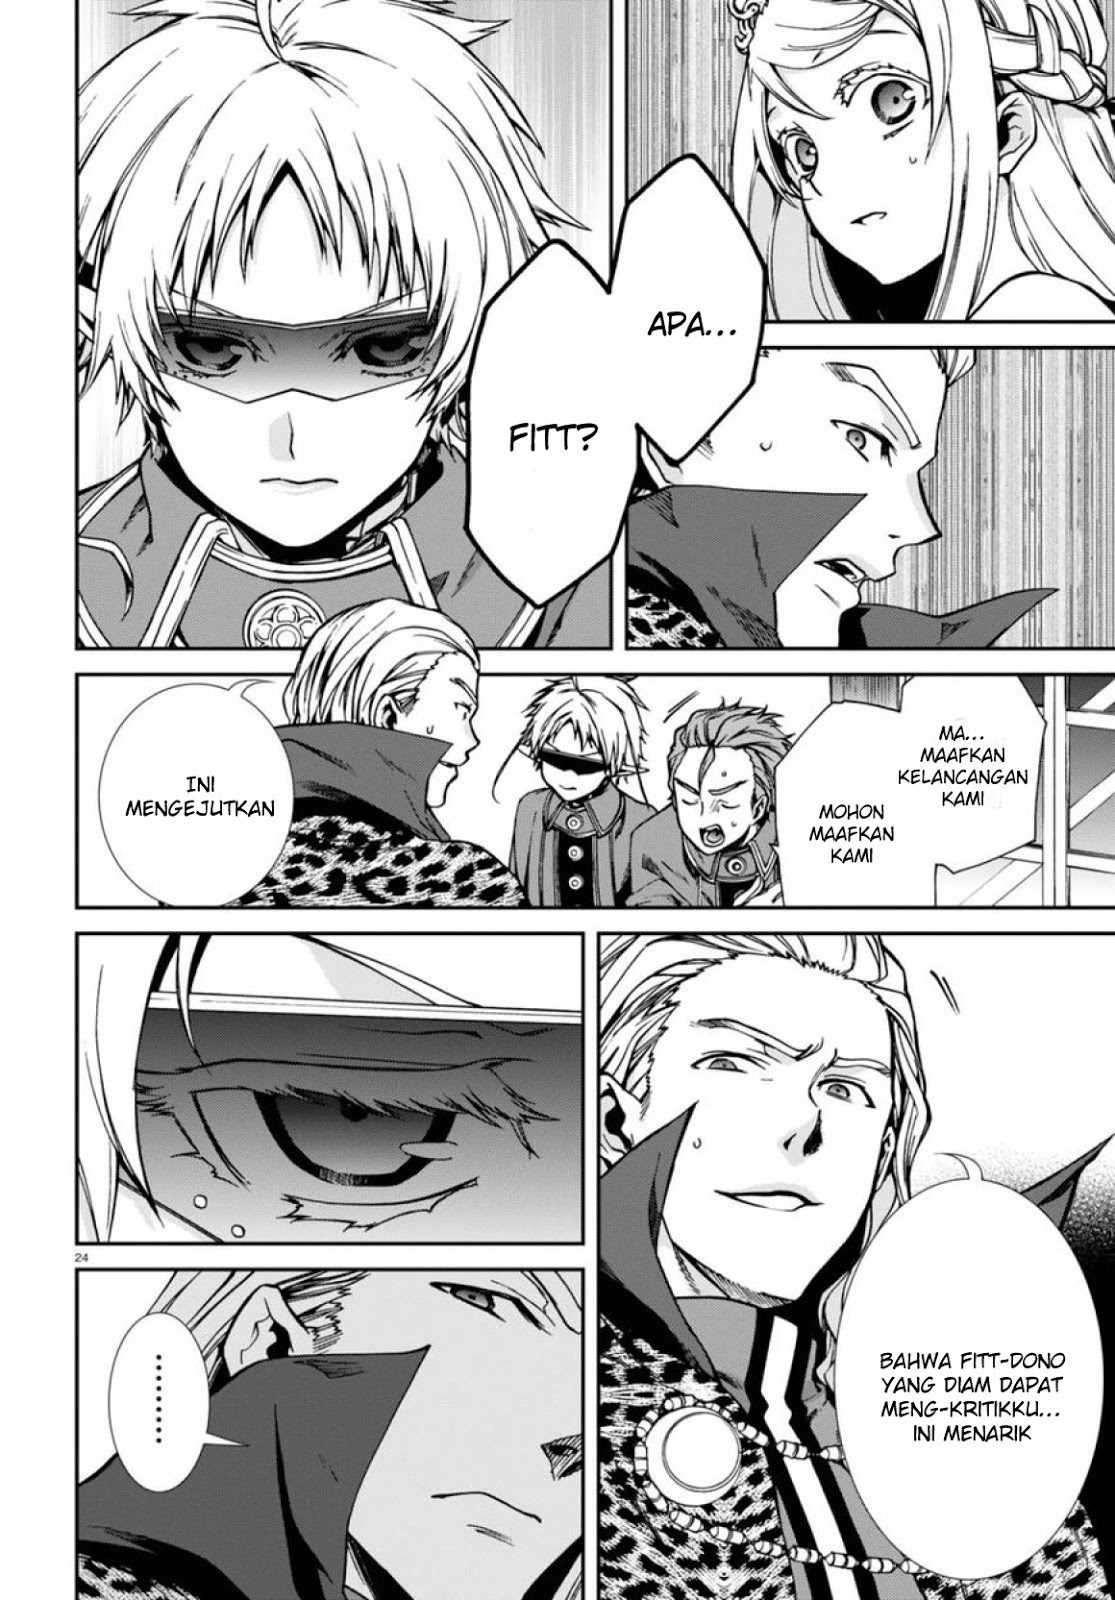 APA...
FITT?
MA...
MAAFKAN
KELANCANGAN
KAMI
MOHON
MAAFKAN
KAMI
INI
MENGEJUTKAN
BAHWA FITT-DONO
YANG DIAM DAPAT
MENG-KRITIKKU...
INI MENARIK
24
.........